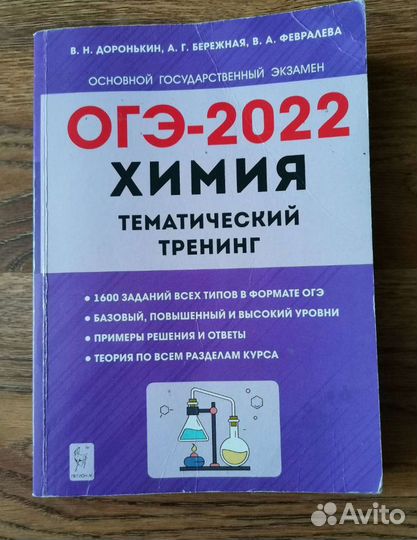 В. Н. ДОРОНЬКИН, А. Г. БЕРЕЖНАЯ, В. А. ФЕВРАЛЕВА
ОСНОВНОЙ ГОСУДАРСТВЕННЫЙ ЭКЗАМЕН
ОГЭ-2022
ХИМИЯ
ТЕМАТИЧЕСКИЙ
ТРЕНИНГ
• 1600 ЗАДАНИЙ ВСЕХ ТИПОВ В ФОРМАТЕ ОГЭ
• БАЗОВЫЙ, ПОВЫШЕННЫЙ И ВЫСОКИЙ УРОВНИ
• ПРИМЕРЫ РЕШЕНИЯ И ОТВЕТЫ
• ТЕОРИЯ ПО ВСЕМ РАЗДЕЛАМ КУРСА
ЛЕГИОН
Avito